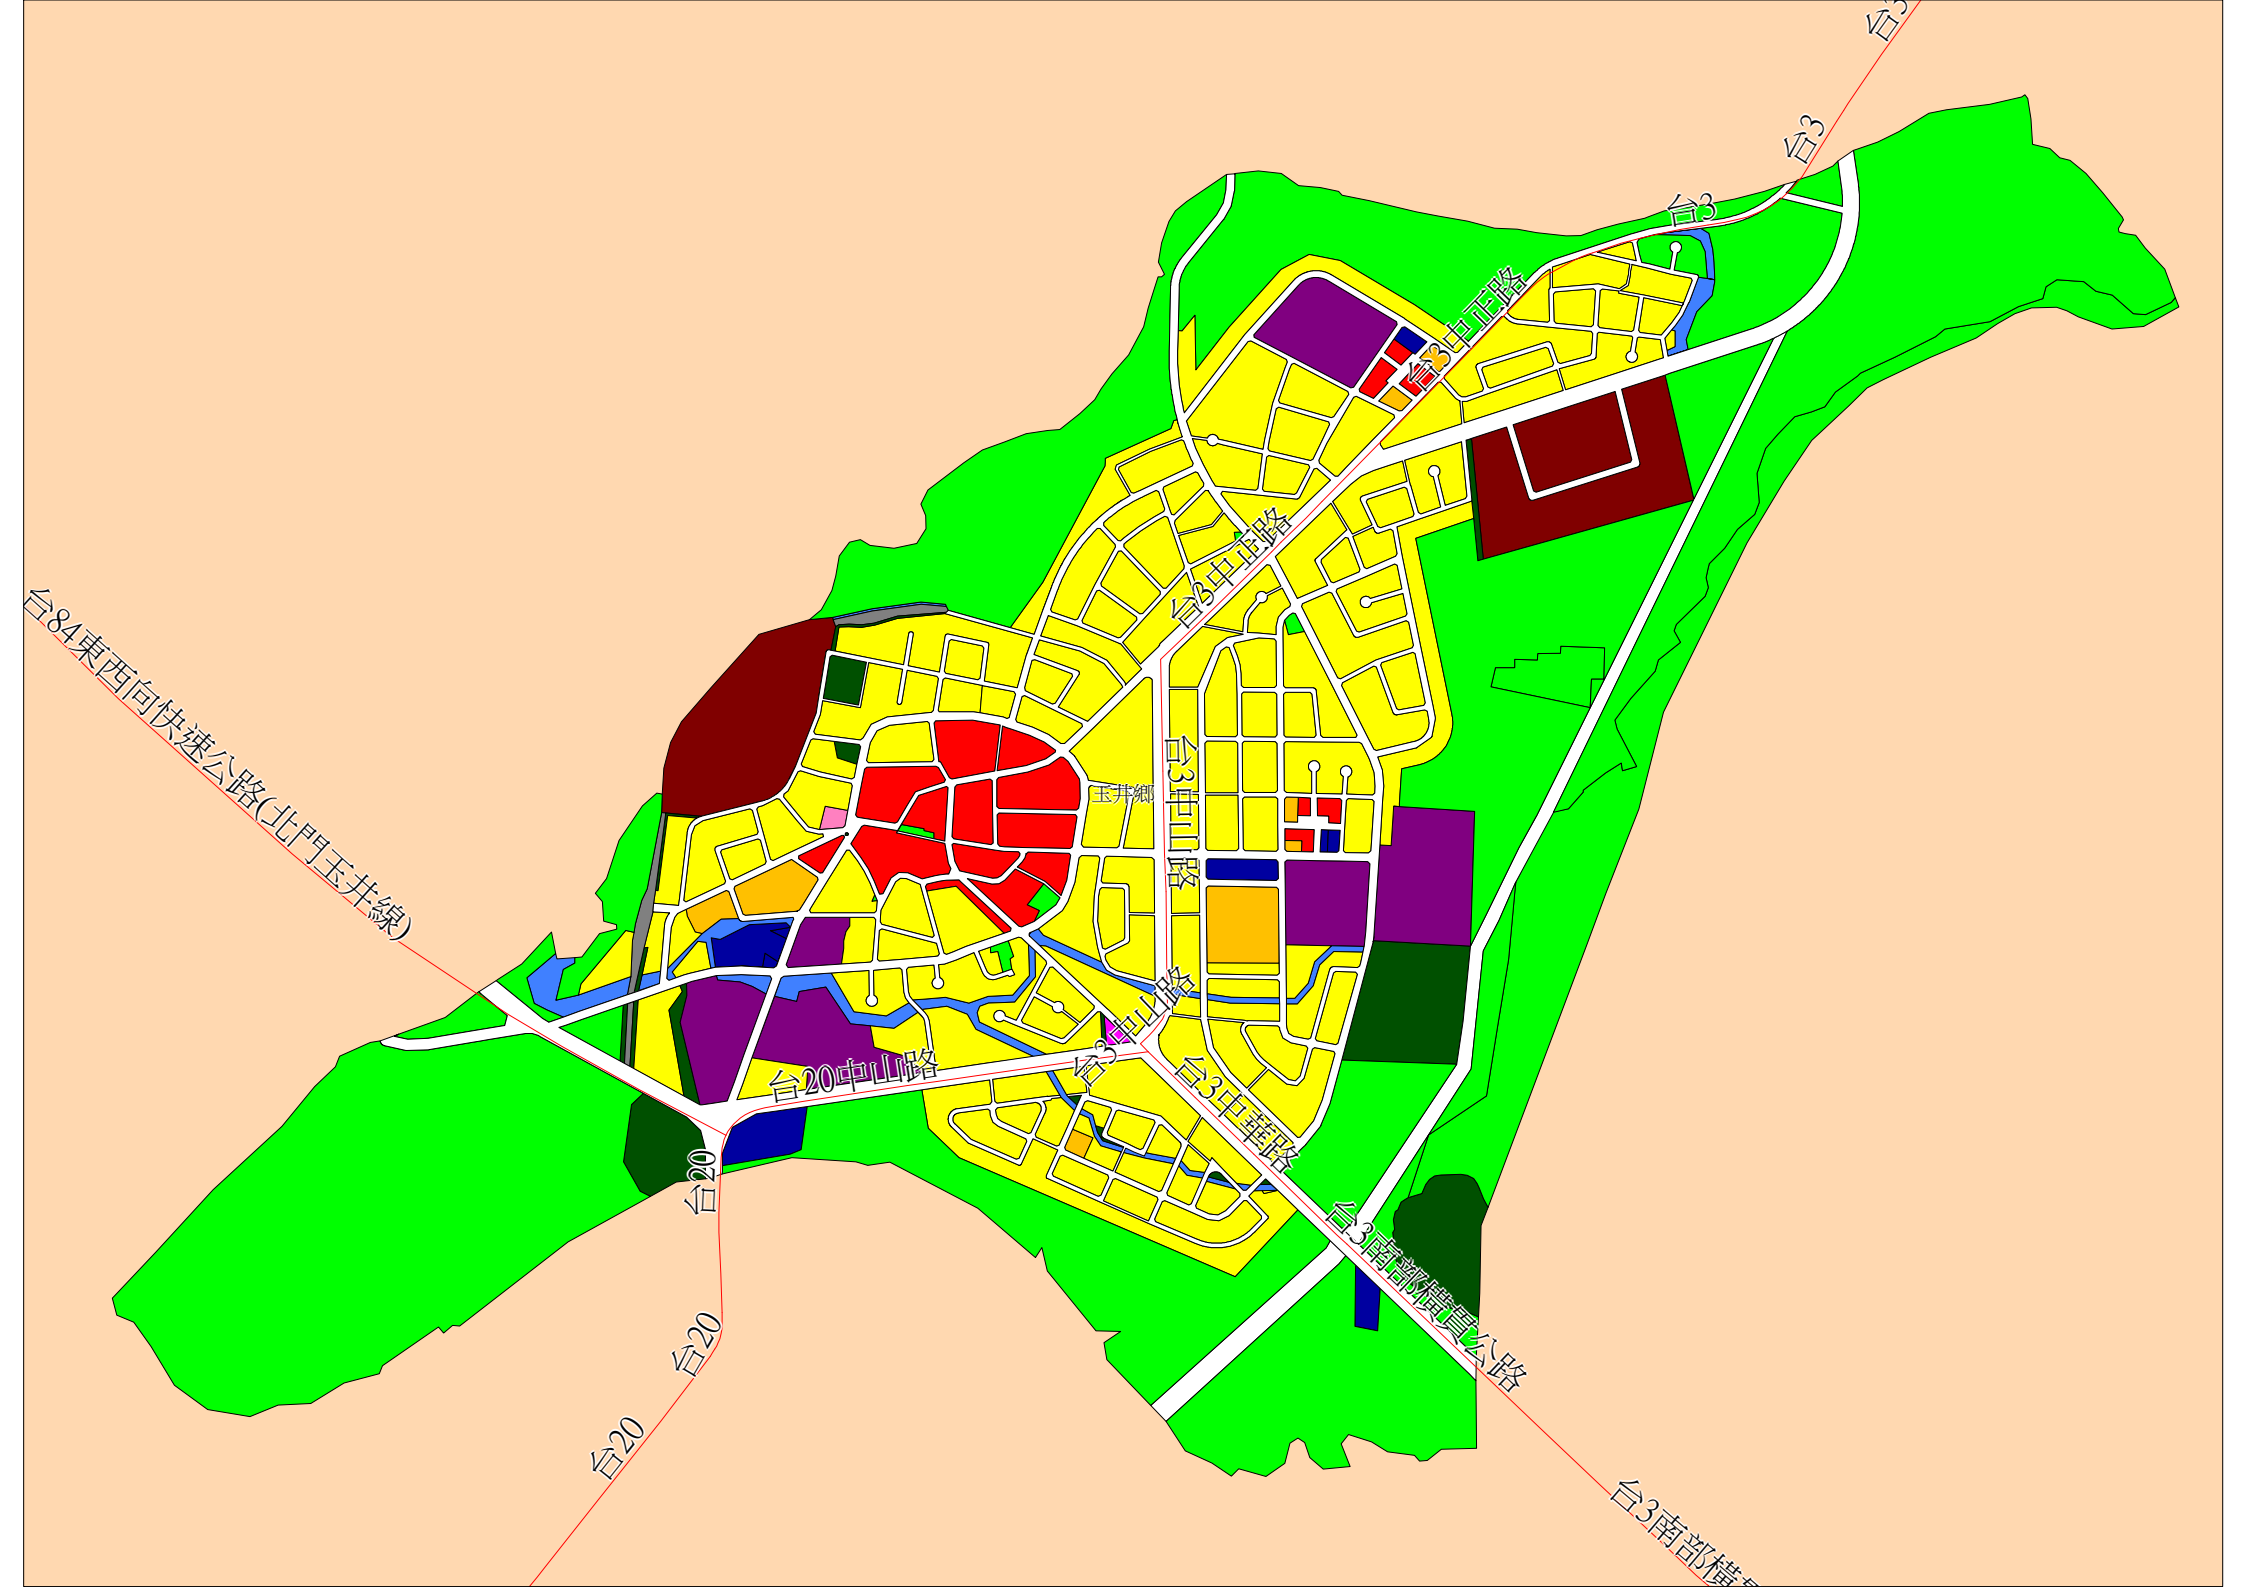 台3
台3
台3
台3中正路
台3中正路
台84東西向快速公路(北門玉井線)
台3中山路
玉井鄉
台3中山路
台20中山路
台3中華路
台20
台3南部橫貫公路
台20
台20
台3南部橫